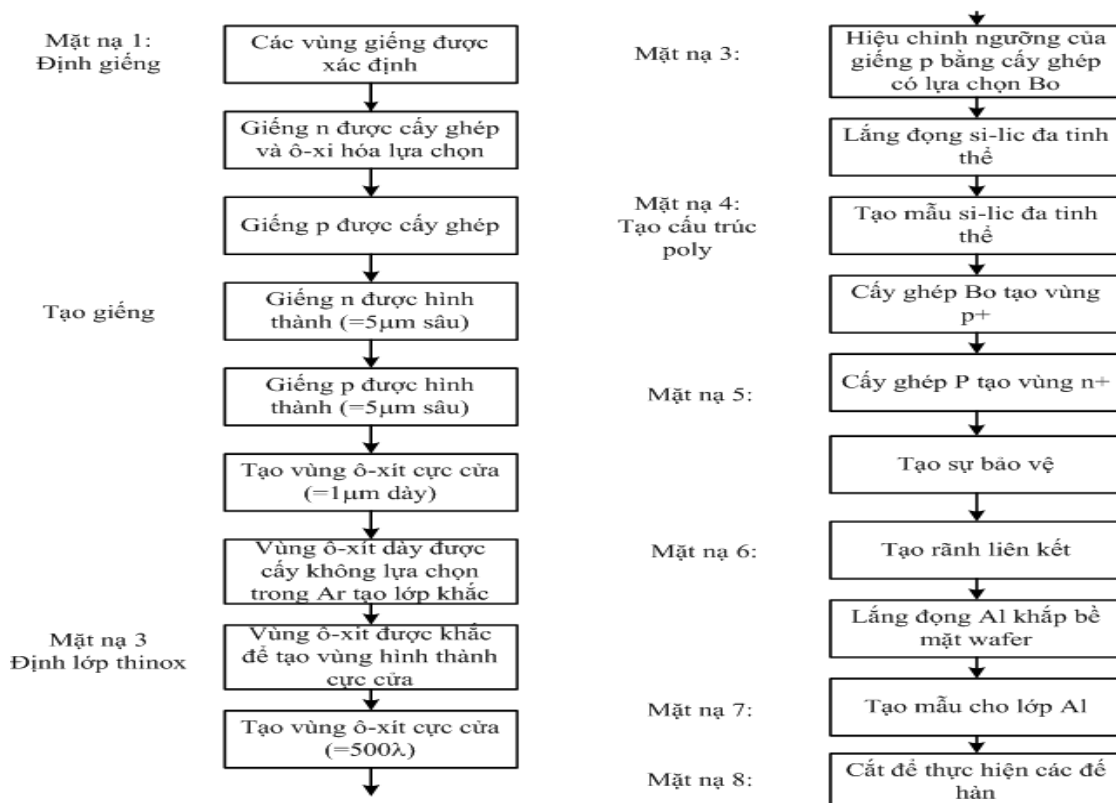 Mặt nạ 1:
Định giếng
Các vùng giếng được
xác định
Giếng n được cấy ghép
và ô-xi hóa lựa chọn
Giếng p được cấy ghép
Tạo giếng
Giếng n được hình
thành (=5μm sâu)
Giếng p được hình
thành (=5μm sâu)
Tạo vùng ô-xít cực cửa
(=1μm dày)
Vùng ô-xít dày được
cấy không lựa chọn
trong Ar tạo lớp khắc
Mặt nạ 3
Định lớp thinox
Vùng ô-xít được khắc
để tạo vùng hình thành
cực cửa
Tạo vùng ô-xít cực cửa
(=500λ)
Mặt nạ 3:
Hiệu chỉnh ngưỡng của
giếng p bằng cấy ghép
có lựa chọn Bo
Lắng đọng si-lic đa tinh
thể
Mặt nạ 4:
Tạo cấu trúc
poly
Tạo mẫu si-lic đa tinh
thể
Cấy ghép Bo tạo vùng
p+
Mặt nạ 5:
Cấy ghép P tạo vùng n+
Tạo sự bảo vệ
Mặt nạ 6:
Tạo rãnh liên kết
Lắng đọng Al khắp bề
mặt wafer
Mặt nạ 7:
Tạo mẫu cho lớp Al
Mặt nạ 8:
Cắt để thực hiện các đế
hàn